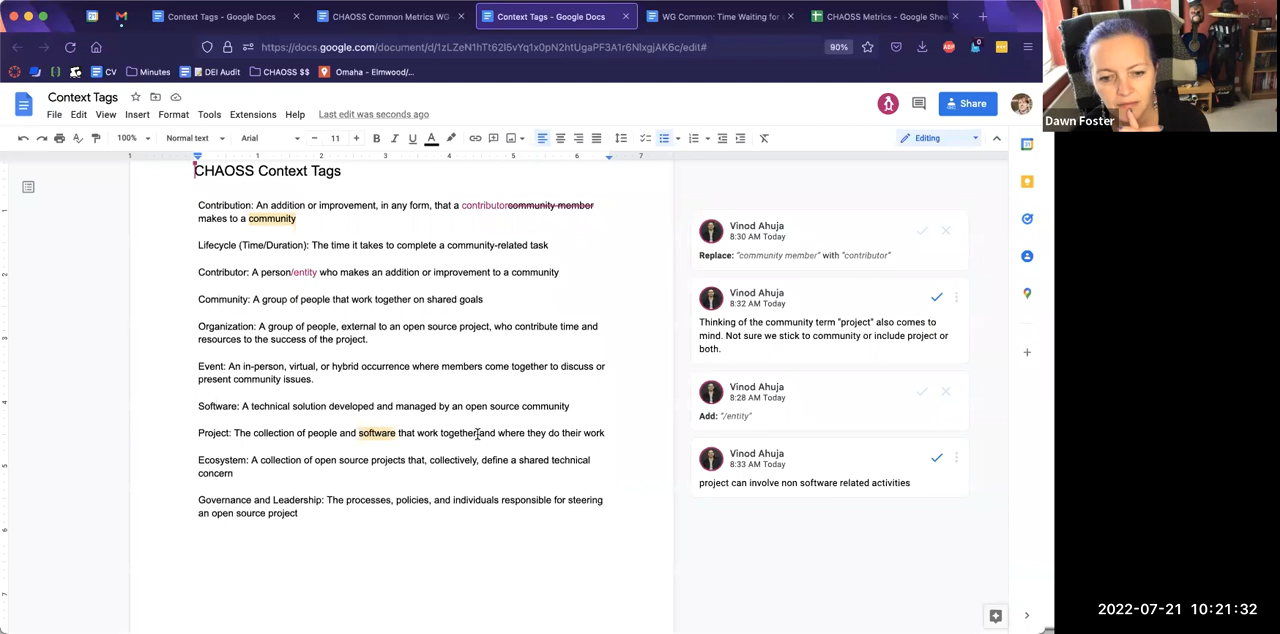 Context Tags - Google Docs
CHAOSS Common Metrics WG
Context Tags - Google Docs
WG Common: Time Waiting for
CHAOSS Metrics - Google Shee
https://docs.google.com/document/d/1zLZeN1hTt62I5vYq1x0pN2htUgaPF3A1r6NlxgjAK6c/edit#
90%
CV
Minutes
DEI Audit
CHAOSS $$
Omaha - Elmwood/...
Dawn Foster
Context Tags
File Edit View Insert Format Tools Extensions Help Last edit was seconds ago
Share
100% Normal text Arial 11 Editing
1 1 2 3 4 5 6 7
CHAOSS Context Tags
Contribution: An addition or improvement, in any form, that a contributorcommunity member
makes to a community
Lifecycle (Time/Duration): The time it takes to complete a community-related task
Contributor: A person/entity who makes an addition or improvement to a community
Community: A group of people that work together on shared goals
Organization: A group of people, external to an open source project, who contribute time and
resources to the success of the project.
Event: An in-person, virtual, or hybrid occurrence where members come together to discuss or
present community issues.
Software: A technical solution developed and managed by an open source community
Project: The collection of people and software that work together and where they do their work
Ecosystem: A collection of open source projects that, collectively, define a shared technical
concern
Governance and Leadership: The processes, policies, and individuals responsible for steering
an open source project
Vinod Ahuja
8:30 AM Today
Replace: "community member" with "contributor"
Vinod Ahuja
8:32 AM Today
Thinking of the community term "project" also comes to
mind. Not sure we stick to community or include project or
both.
Vinod Ahuja
8:28 AM Today
Add: "/entity"
Vinod Ahuja
8:33 AM Today
project can involve non software related activities
2022-07-21 10:21:32